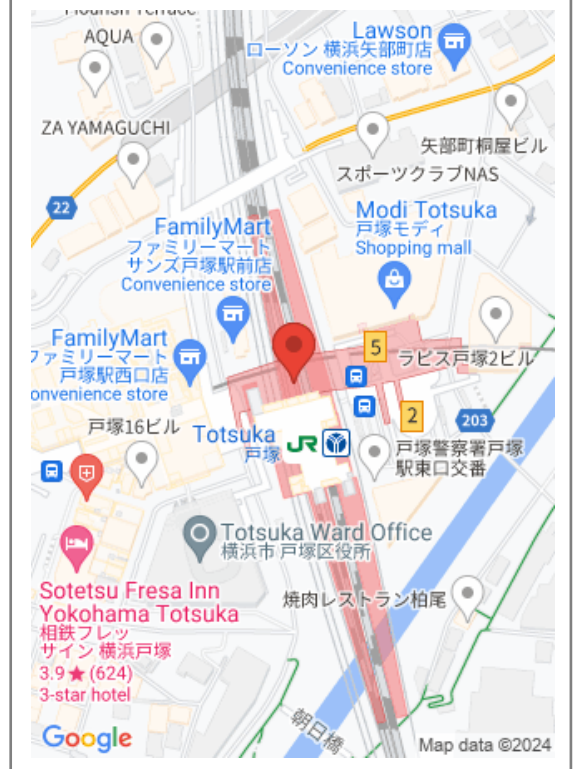 Flourish Terrace
AQUA
Lawson
ローソン 横浜矢部町店
Convenience store
ZA YAMAGUCHI
矢部町桐屋ビル
スポーツクラブNAS
22
Modi Totsuka
戸塚モディ
Shopping mall
FamilyMart
ファミリーマート
サンズ戸塚駅前店
Convenience store
5
ラピス戸塚2ビル
FamilyMart
ファミリーマート
戸塚駅西口店
onvenience store
2
203
戸塚16ビル
Totsuka
戸塚
JR
戸塚警察署戸塚
駅東口交番
Totsuka Ward Office
横浜市 戸塚区役所
Sotetsu Fresa Inn
Yokohama Totsuka
相鉄フレッ
サイン 横浜戸塚
3.9★(624)
3-star hotel
焼肉レストラン柏尾
朝日橋
Google
Map data ©2024